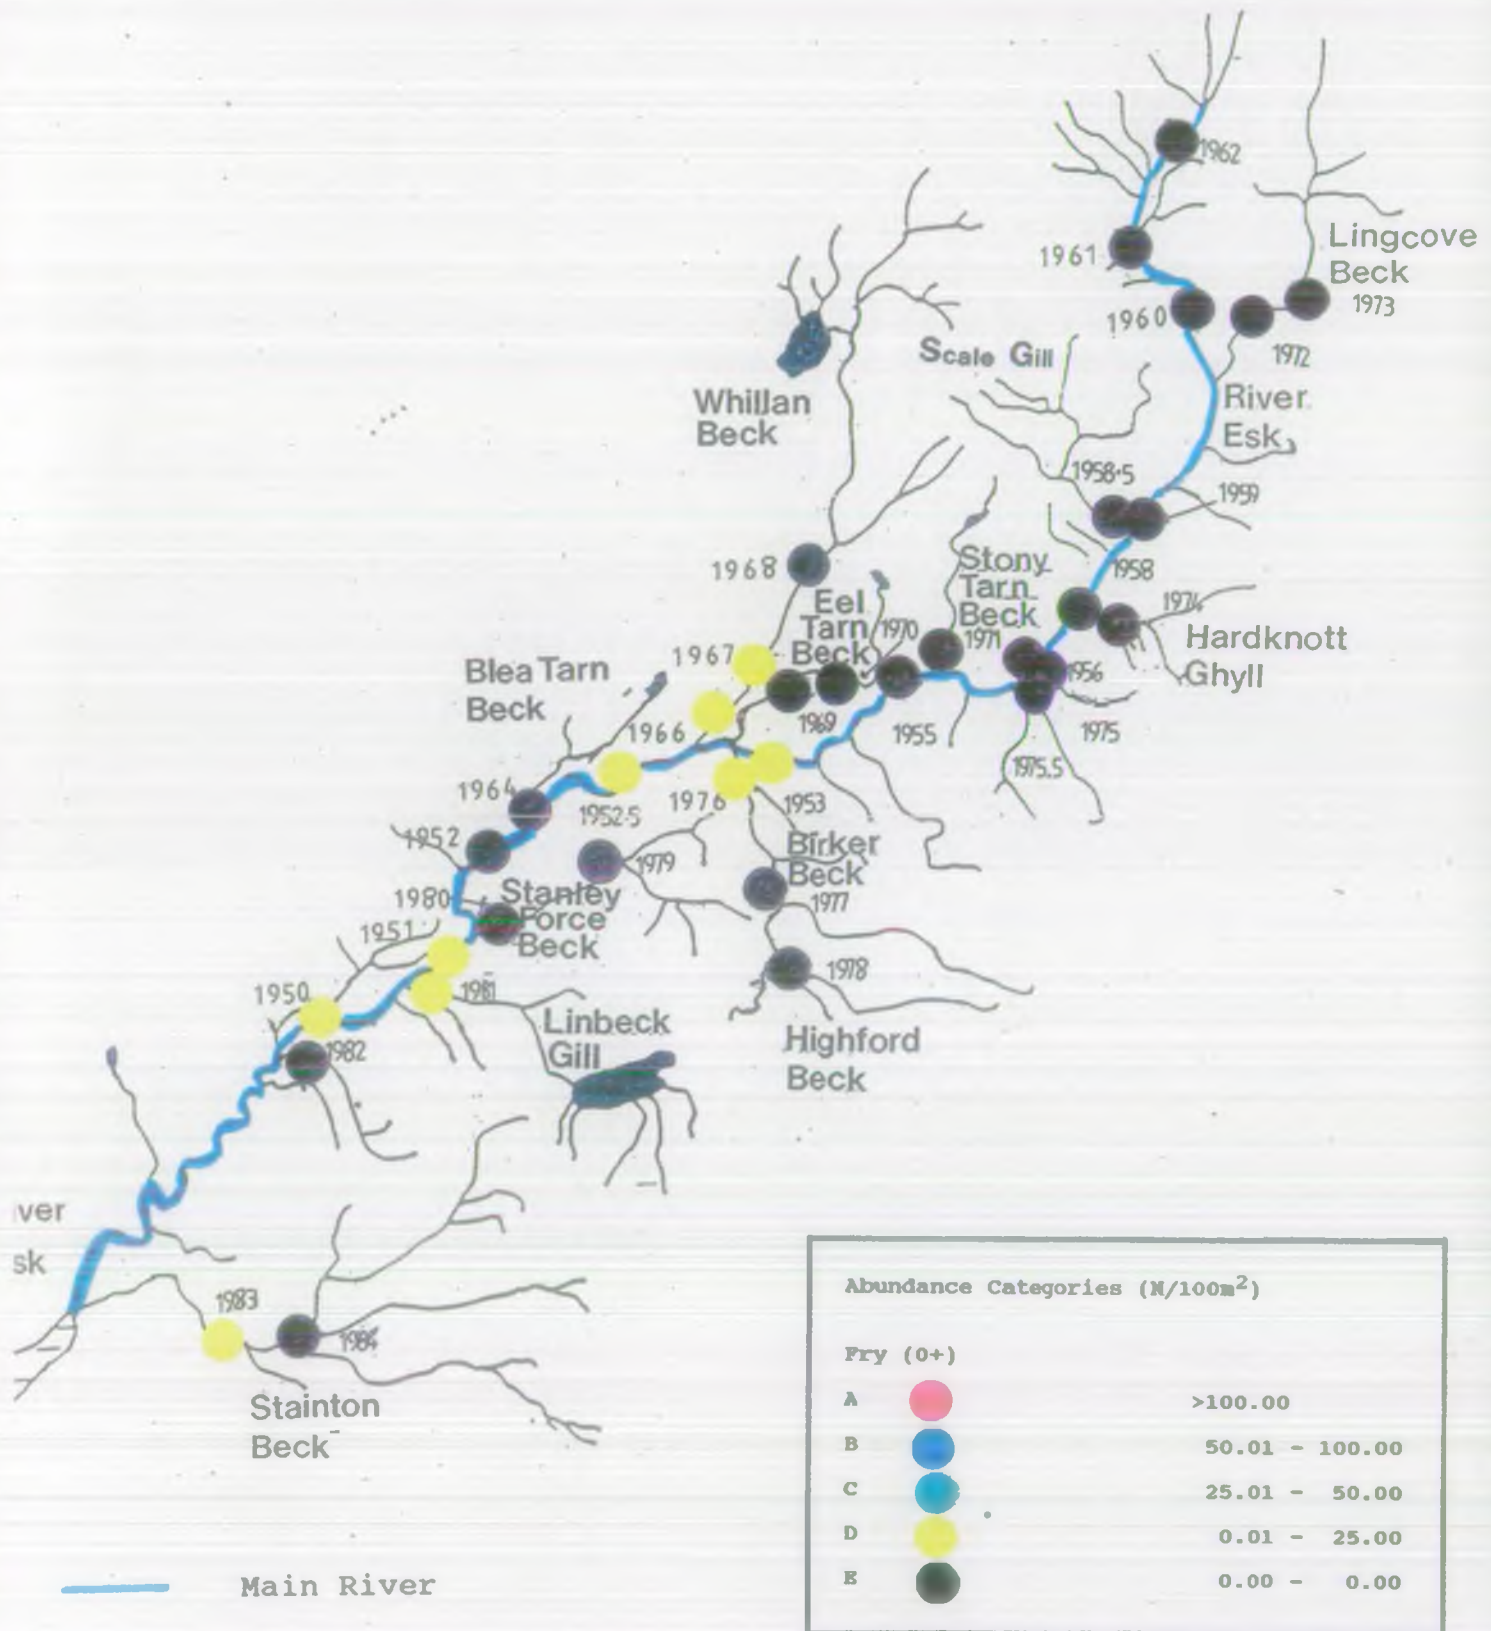 1962
Lingcove
Beck
1973
1961
1960
1972
Scale Gill
River
Esk
Whillan
Beck
1958·5
1959
1968
1958
Stony
Tarn
Beck
1971
1974
Hardknott
Ghyll
Eel
Tarn
Beck
1970
1967
1956
1975
1975.5
1955
1969
Blea Tarn
Beck
1966
1964
1952·5
1976
1953
Birker
Beck
1977
1952
1979
1980
Stanley
Force
Beck
1951
1978
Highford
Beck
1950
1981
Linbeck
Gill
1982
ver
sk
1983
1984
Stainton
Beck
Main River
Abundance Categories (N/100m²)
Fry (0+)
A >100.00
B 50.01 - 100.00
C 25.01 - 50.00
D 0.01 - 25.00
E 0.00 - 0.00